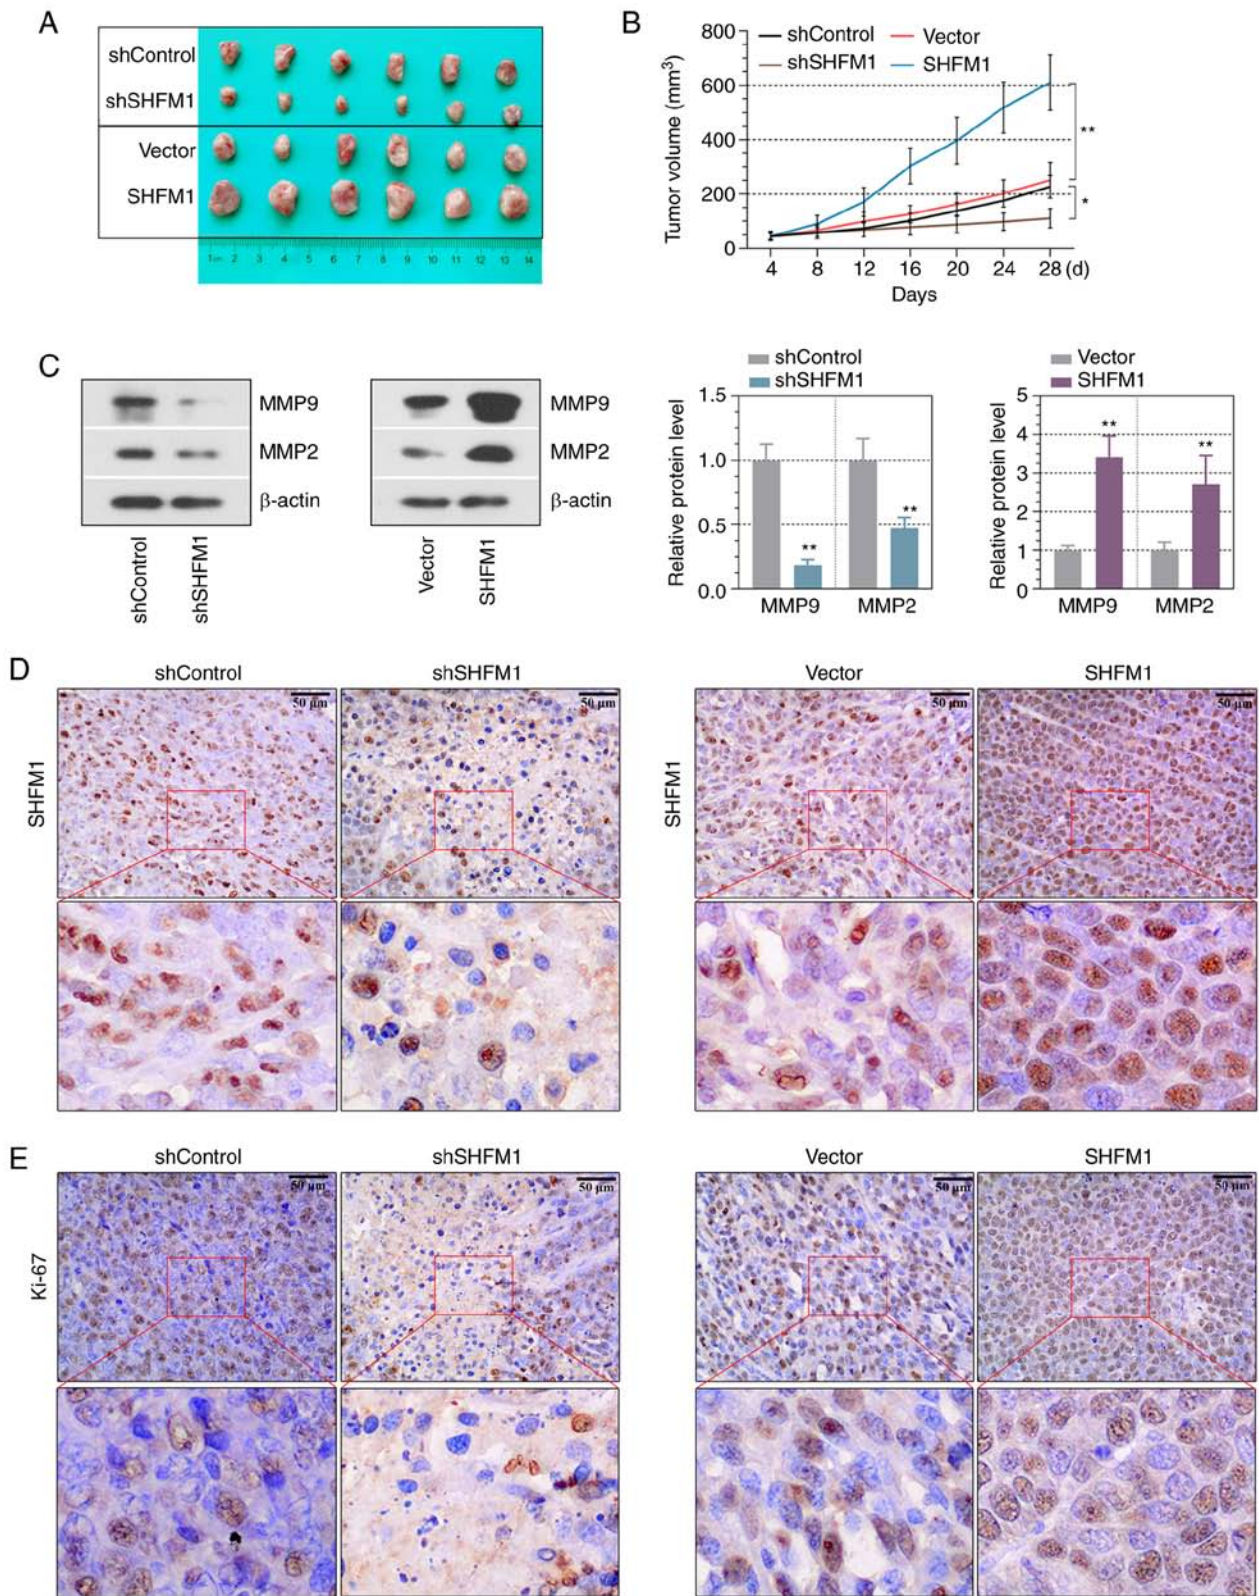 A
shControl
shSHFM1
Vector
SHFM1
1cm 2 3 4 5 6 7 8 9 10 11 12 13 14
B
800
600
400
200
0
Tumor volume (mm³)
shControl
Vector
shSHFM1
SHFM1
**
*
4 8 12 16 20 24 28 (d)
Days
C
MMP9
MMP2
β-actin
shControl
shSHFM1
MMP9
MMP2
β-actin
Vector
SHFM1
shControl
shSHFM1
1.5
1.0
0.5
0.0
Relative protein level
**
**
MMP9 MMP2
Vector
SHFM1
5
4
3
2
1
0
Relative protein level
**
**
MMP9 MMP2
D
shControl
shSHFM1
Vector
SHFM1
SHFM1
50 μm
50 μm
SHFM1
50 μm
50 μm
E
shControl
shSHFM1
Vector
SHFM1
Ki-67
50 μm
50 μm
50 μm
50 μm